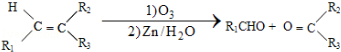 H R₂
C=C
R₁ R₃
1)O₃
2)Zn/H₂O
R₁CHO + O=C
R₂
R₃